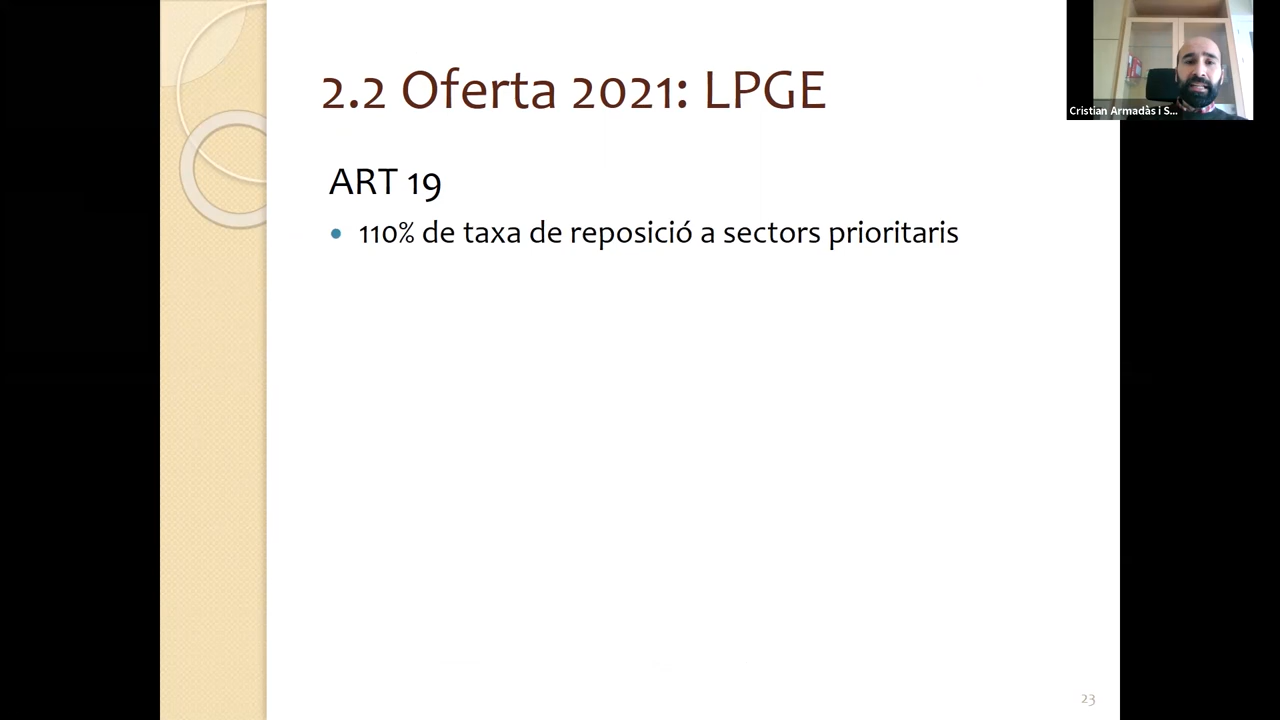 2.2 Oferta 2021: LPGE
Cristian Armadàs i S...
ART 19
• 110% de taxa de reposició a sectors prioritaris
23